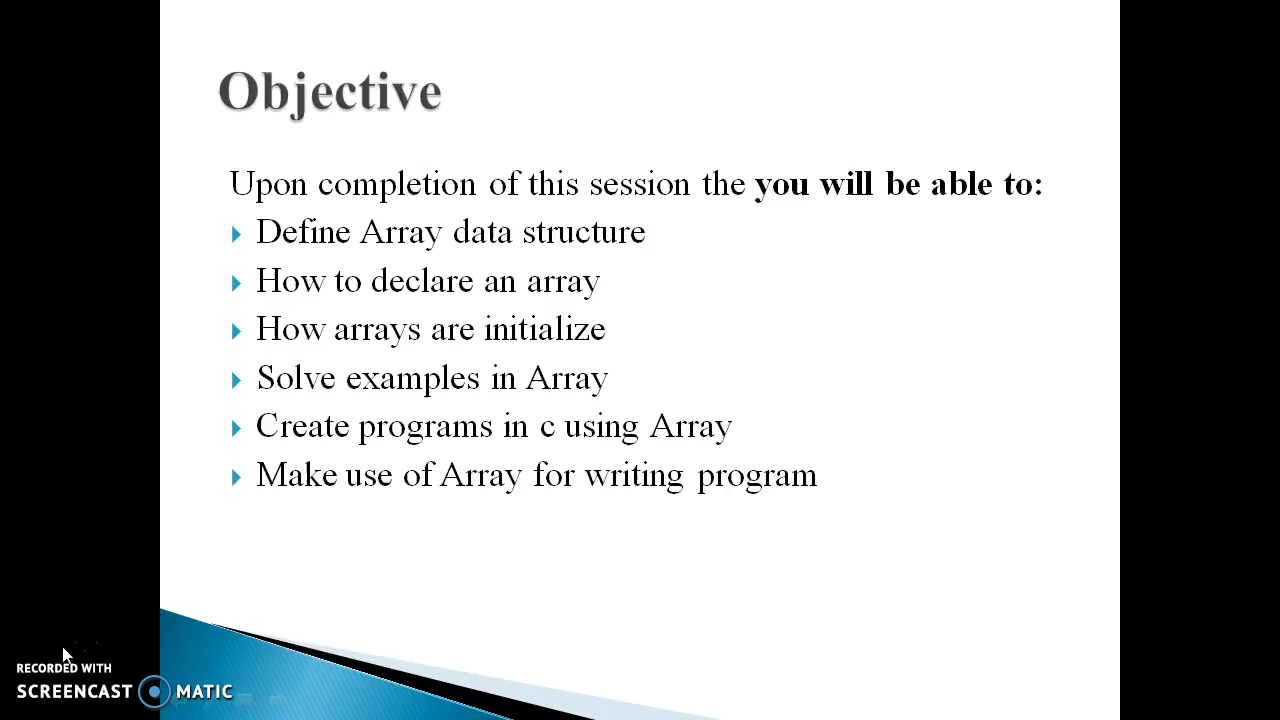 Objective
Upon completion of this session the you will be able to:
Define Array data structure
How to declare an array
How arrays are initialize
Solve examples in Array
Create programs in c using Array
Make use of Array for writing program
RECORDED WITH
SCREENCAST MATIC